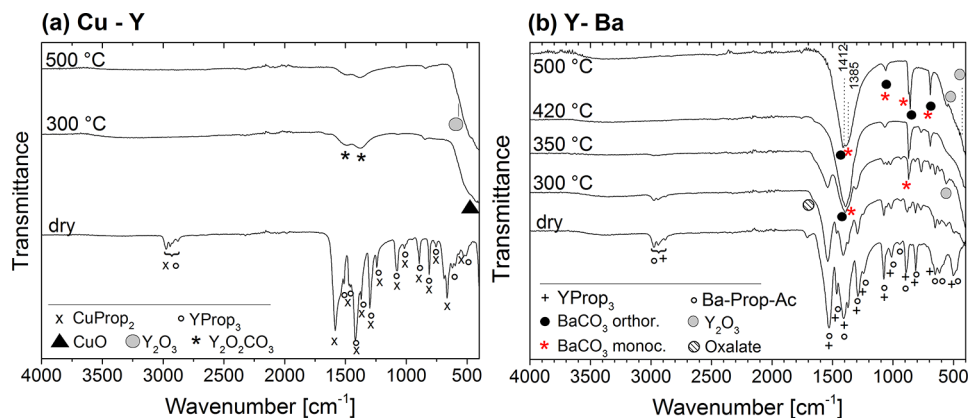 (a) Cu - Y
500 °C
300 °C
dry
x CuProp₂
o YProp₃
CuO
Y₂O₃
* Y₂O₂CO₃
Transmittance
4000 3500 3000 2500 2000 1500 1000 500
Wavenumber [cm⁻¹]
(b) Y- Ba
1412
1385
500 °C
420 °C
350 °C
300 °C
dry
+ YProp₃
o Ba-Prop-Ac
BaCO₃ orthor.
Y₂O₃
* BaCO₃ monoc.
Oxalate
Transmittance
4000 3500 3000 2500 2000 1500 1000 500
Wavenumber [cm⁻¹]